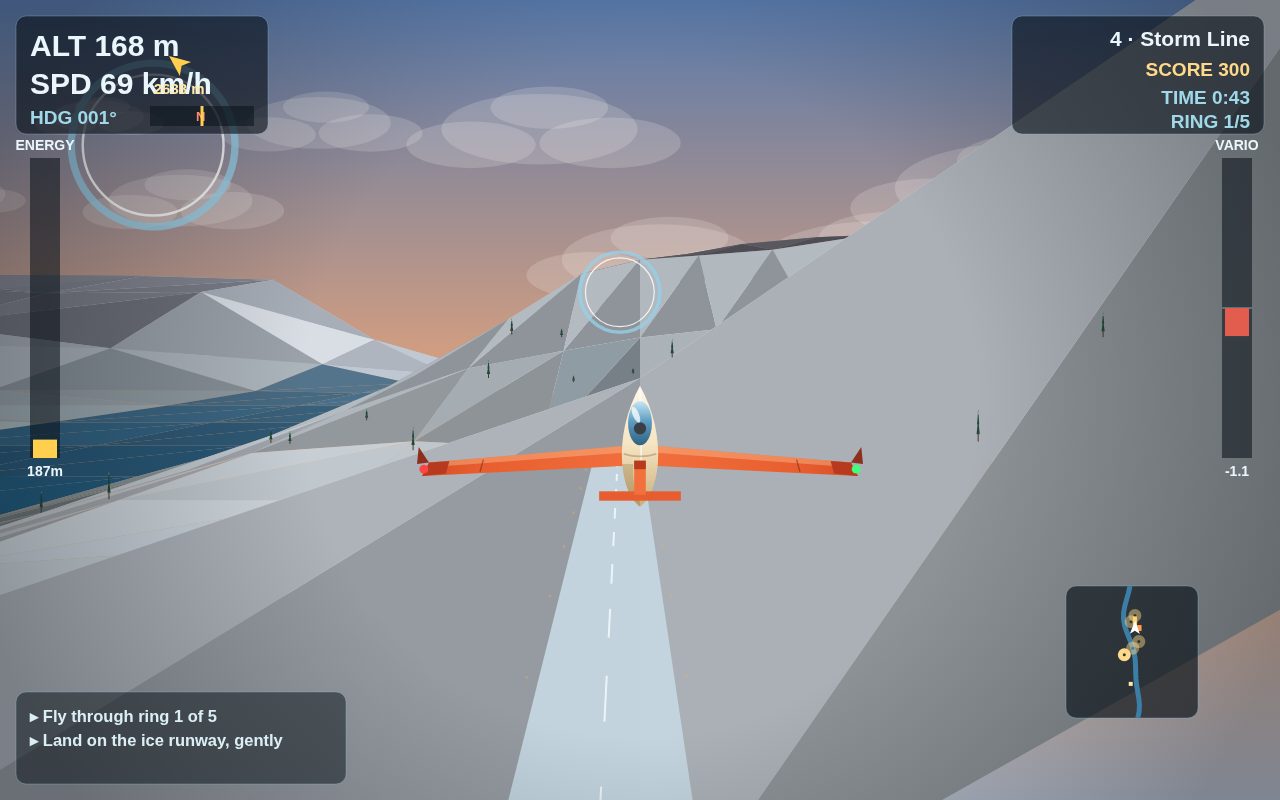 ALT 168 m
SPD 69 km/h
2638 m
HDG 001°
N
ENERGY
187m
4 · Storm Line
SCORE 300
TIME 0:43
RING 1/5
VARIO
-1.1
▸ Fly through ring 1 of 5
▸ Land on the ice runway, gently